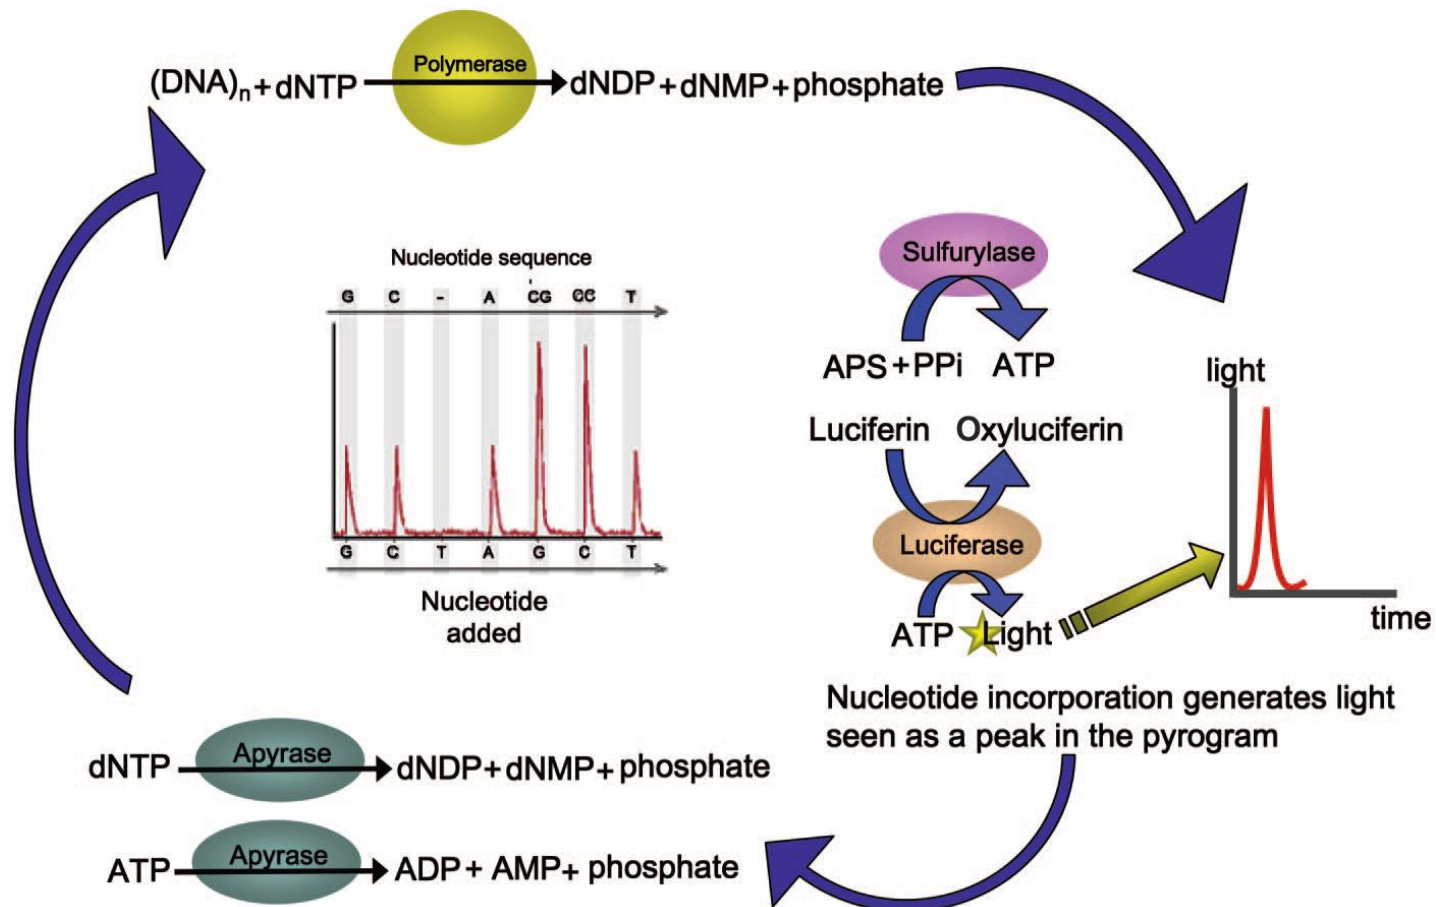 Polymerase
(DNA)n + dNTP dNDP + dNMP + phosphate
Nucleotide sequence
G C - A CG CC T
G C T A G C T
Nucleotide
added
Sulfurylase
APS + PPi ATP
Luciferin Oxyluciferin
Luciferase
ATP Light
light
time
Nucleotide incorporation generates light
seen as a peak in the pyrogram
Apyrase
dNTP dNDP + dNMP + phosphate
Apyrase
ATP ADP + AMP + phosphate